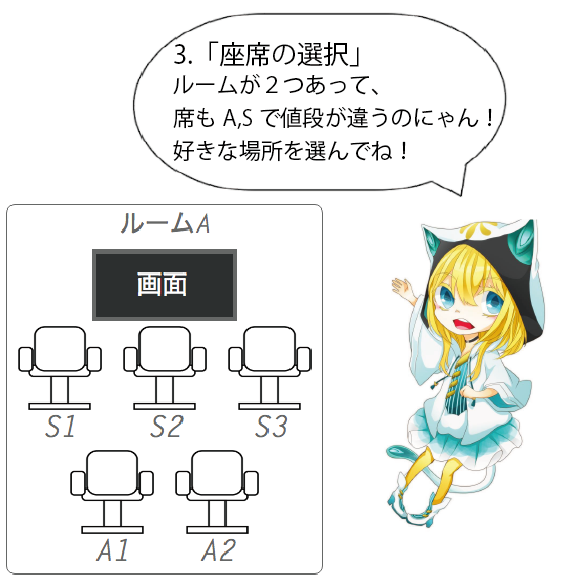 3.「座席の選択」
ルームが２つあって、
席も A,S で値段が違うのにゃん！
好きな場所を選んでね！
ルームA
画面
S1 S2 S3
A1 A2